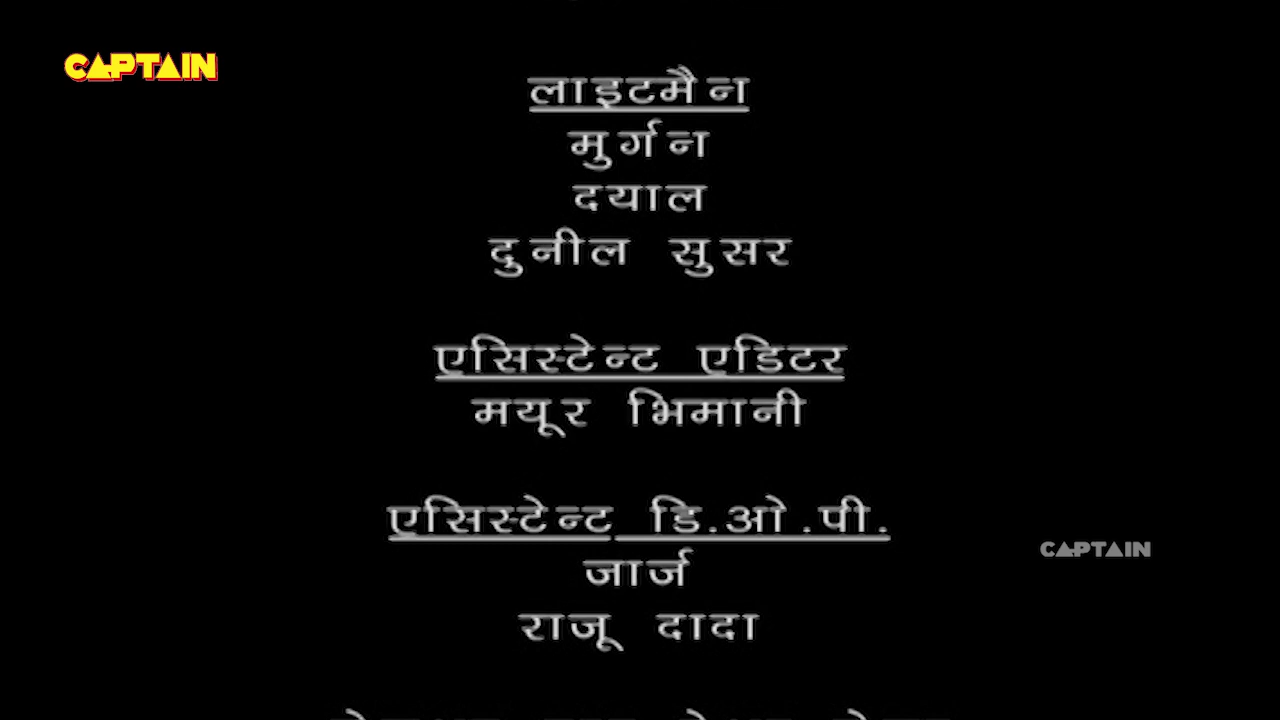 CAPTAIN
लाइटमैन
मुर्गन
दयाल
दुनील सुसर
एसिस्टेन्ट एडिटर
मयूर भिमानी
एसिस्टेन्ट डि.ओ.पी.
CAPTAIN
जार्ज
राजू दादा